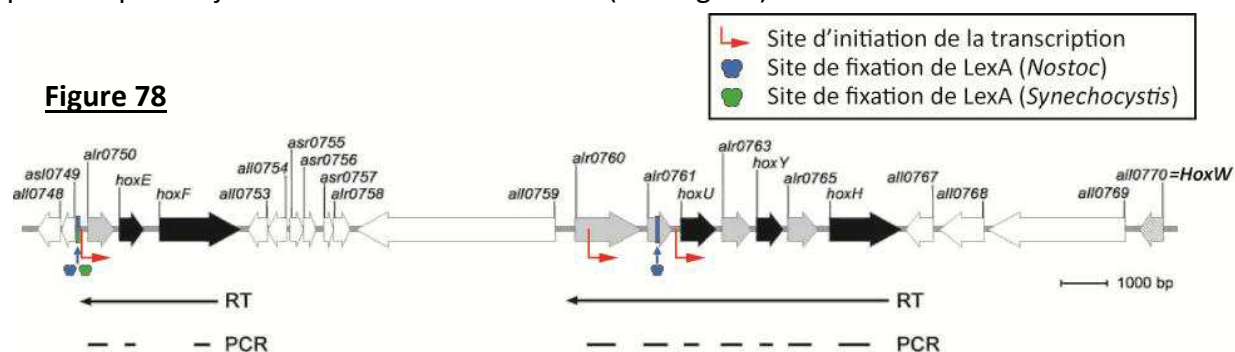 Site d'initiation de la transcription
Site de fixation de LexA (Nostoc)
Site de fixation de LexA (Synechocystis)
Figure 78
all0748
asl0749
alr0750
hoxE
hoxF
all0753
all0754
asr0755
asr0756
asr0757
alr0758
all0759
alr0760
alr0761
hoxU
alr0763
hoxY
alr0765
hoxH
all0767
all0768
all0769
all0770=HoxW
1000 bp
RT
RT
PCR
PCR